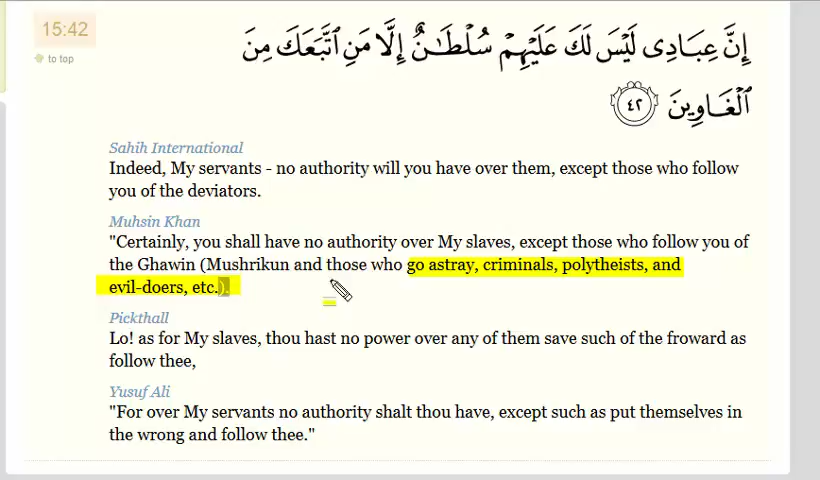 15:42
to top
إِنَّ عِبَادِى لَيْسَ لَكَ عَلَيْهِمْ سُلْطَـٰنٌ إِلَّا مَنِ ٱتَّبَعَكَ مِنَ
ٱلْغَاوِينَ ٤٢
Sahih International
Indeed, My servants - no authority will you have over them, except those who follow
you of the deviators.
Muhsin Khan
"Certainly, you shall have no authority over My slaves, except those who follow you of
the Ghawin (Mushrikun and those who go astray, criminals, polytheists, and
evil-doers, etc.).
Pickthall
Lo! as for My slaves, thou hast no power over any of them save such of the froward as
follow thee,
Yusuf Ali
"For over My servants no authority shalt thou have, except such as put themselves in
the wrong and follow thee."